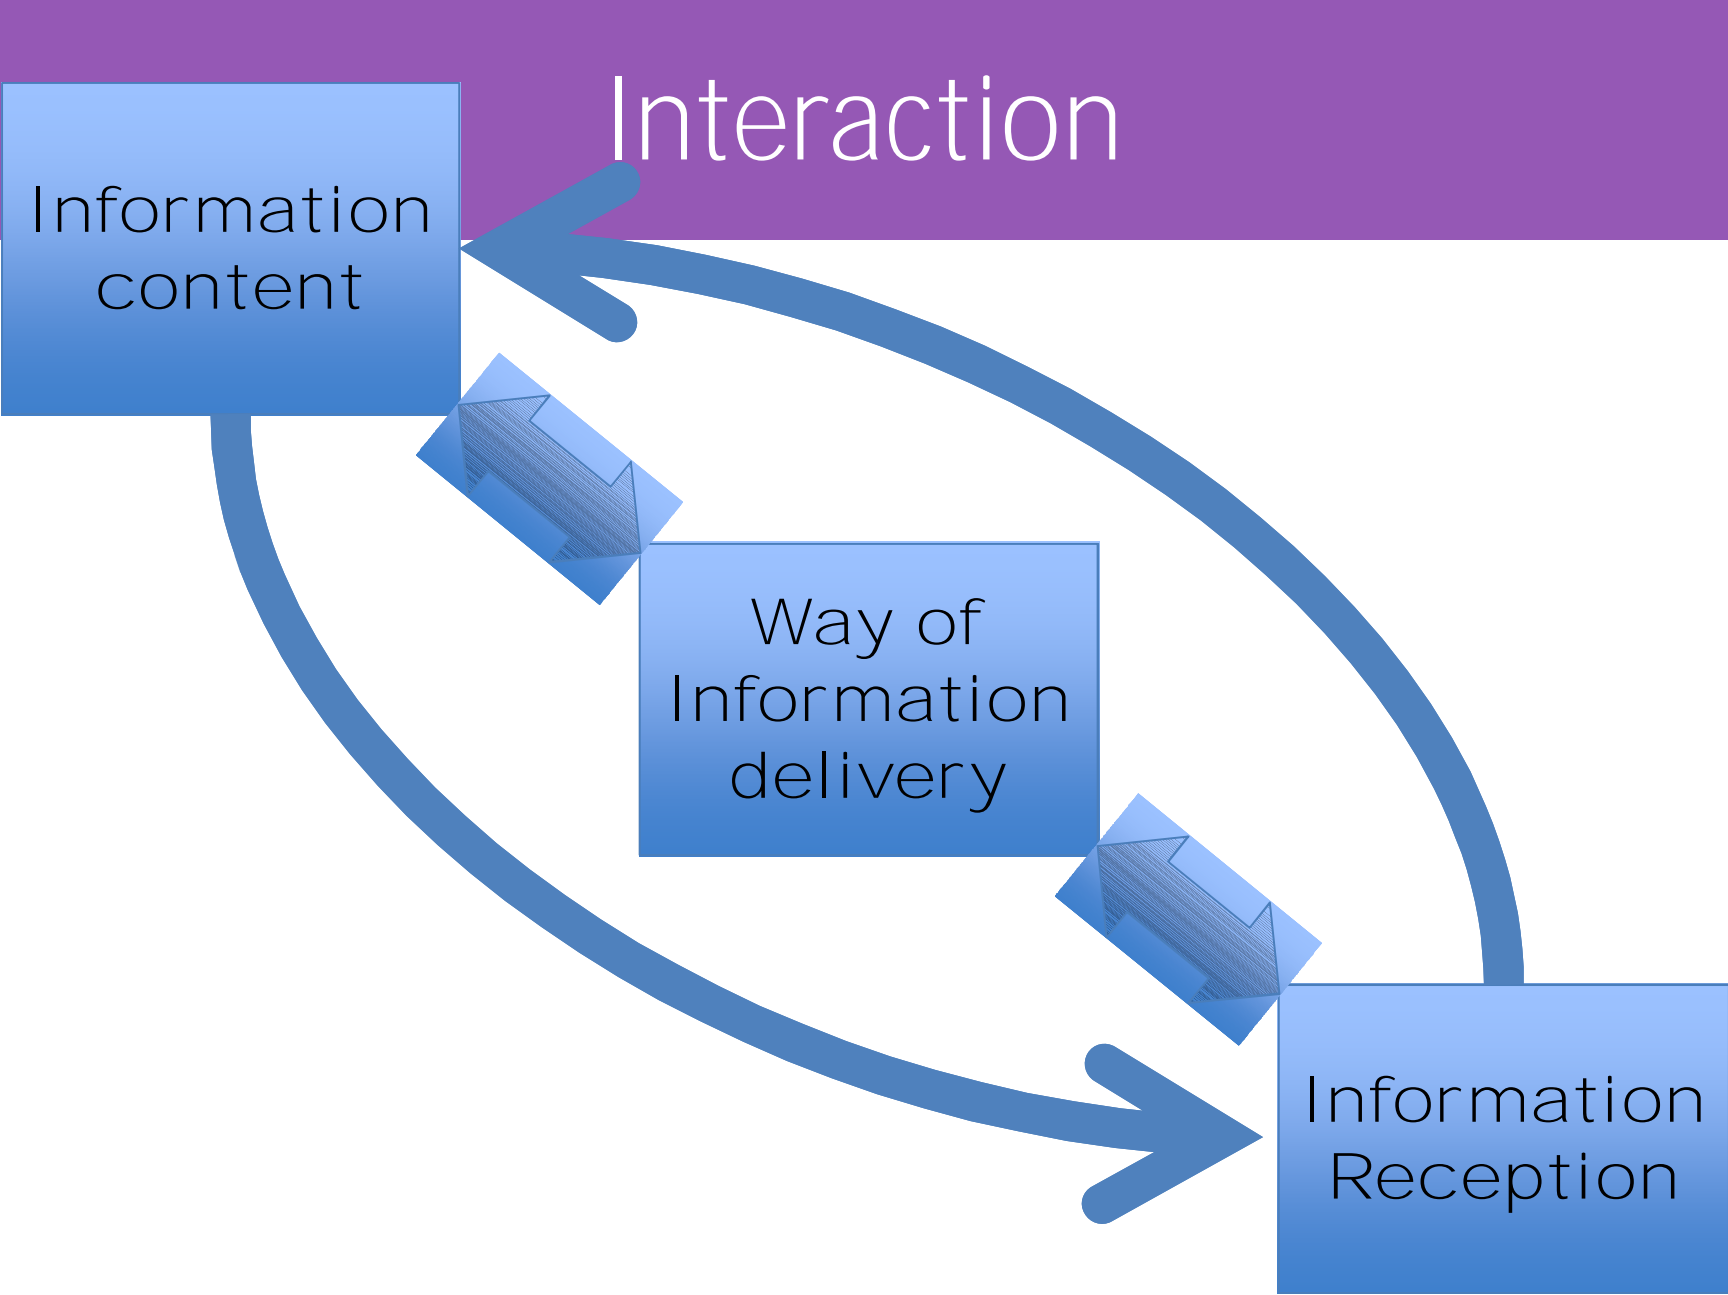 Interaction
Information
content
Way of
Information
delivery
Information
Reception